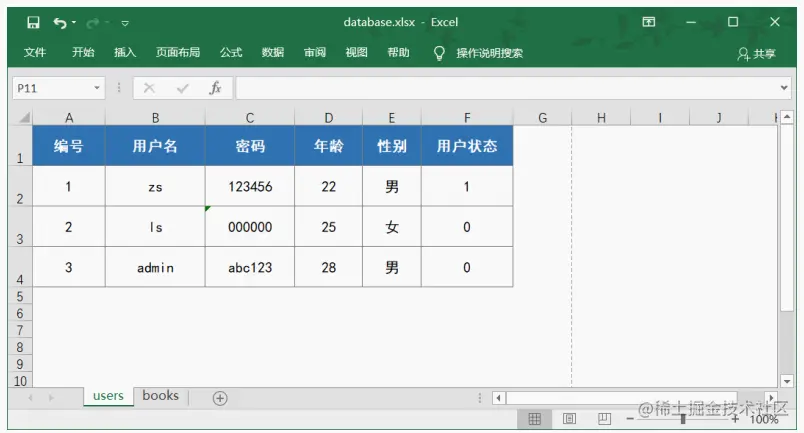 database.xlsx - Excel
文件 开始 插入 页面布局 公式 数据 审阅 视图 帮助 操作说明搜索 共享
P11 fx
A B C D E F G H I J K
1 编号 用户名 密码 年龄 性别 用户状态
2 1 zs 123456 22 男 1
3 2 ls 000000 25 女 0
4 3 admin abc123 28 男 0
5
6
7
8
9
10
users books
@稀土掘金技术社区
100%